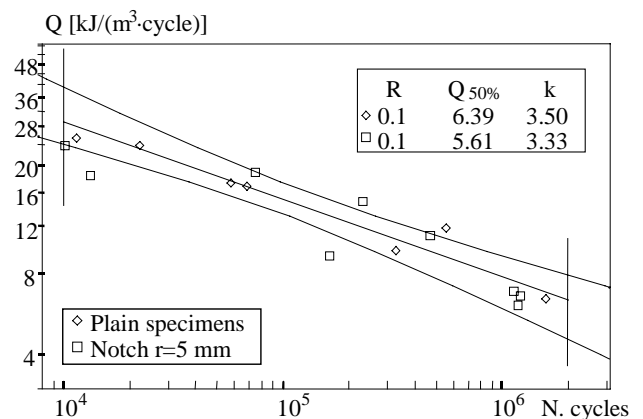 Q [kJ/(m³·cycle)]
48
36
28
20
16
12
8
4
R Q 50% k
◇ 0.1 6.39 3.50
□ 0.1 5.61 3.33
◇ Plain specimens
□ Notch r=5 mm
10⁴ 10⁵ 10⁶ N. cycles